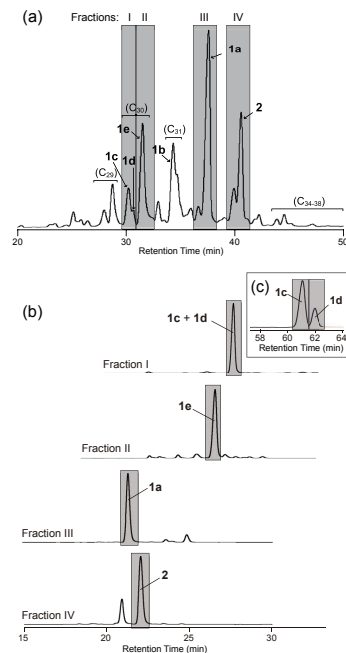 Fractions: I II III IV
(a)
1a
2
(C30)
1e
1b
(C31)
1c
1d
(C29)
(C34-38)
20 30 40 50
Retention Time (min)
(b)
(c)
1c
1d
58 60 62 64
Retention Time (min)
1c + 1d
Fraction I
1e
Fraction II
1a
Fraction III
2
Fraction IV
15 20 25 30
Retention Time (min)